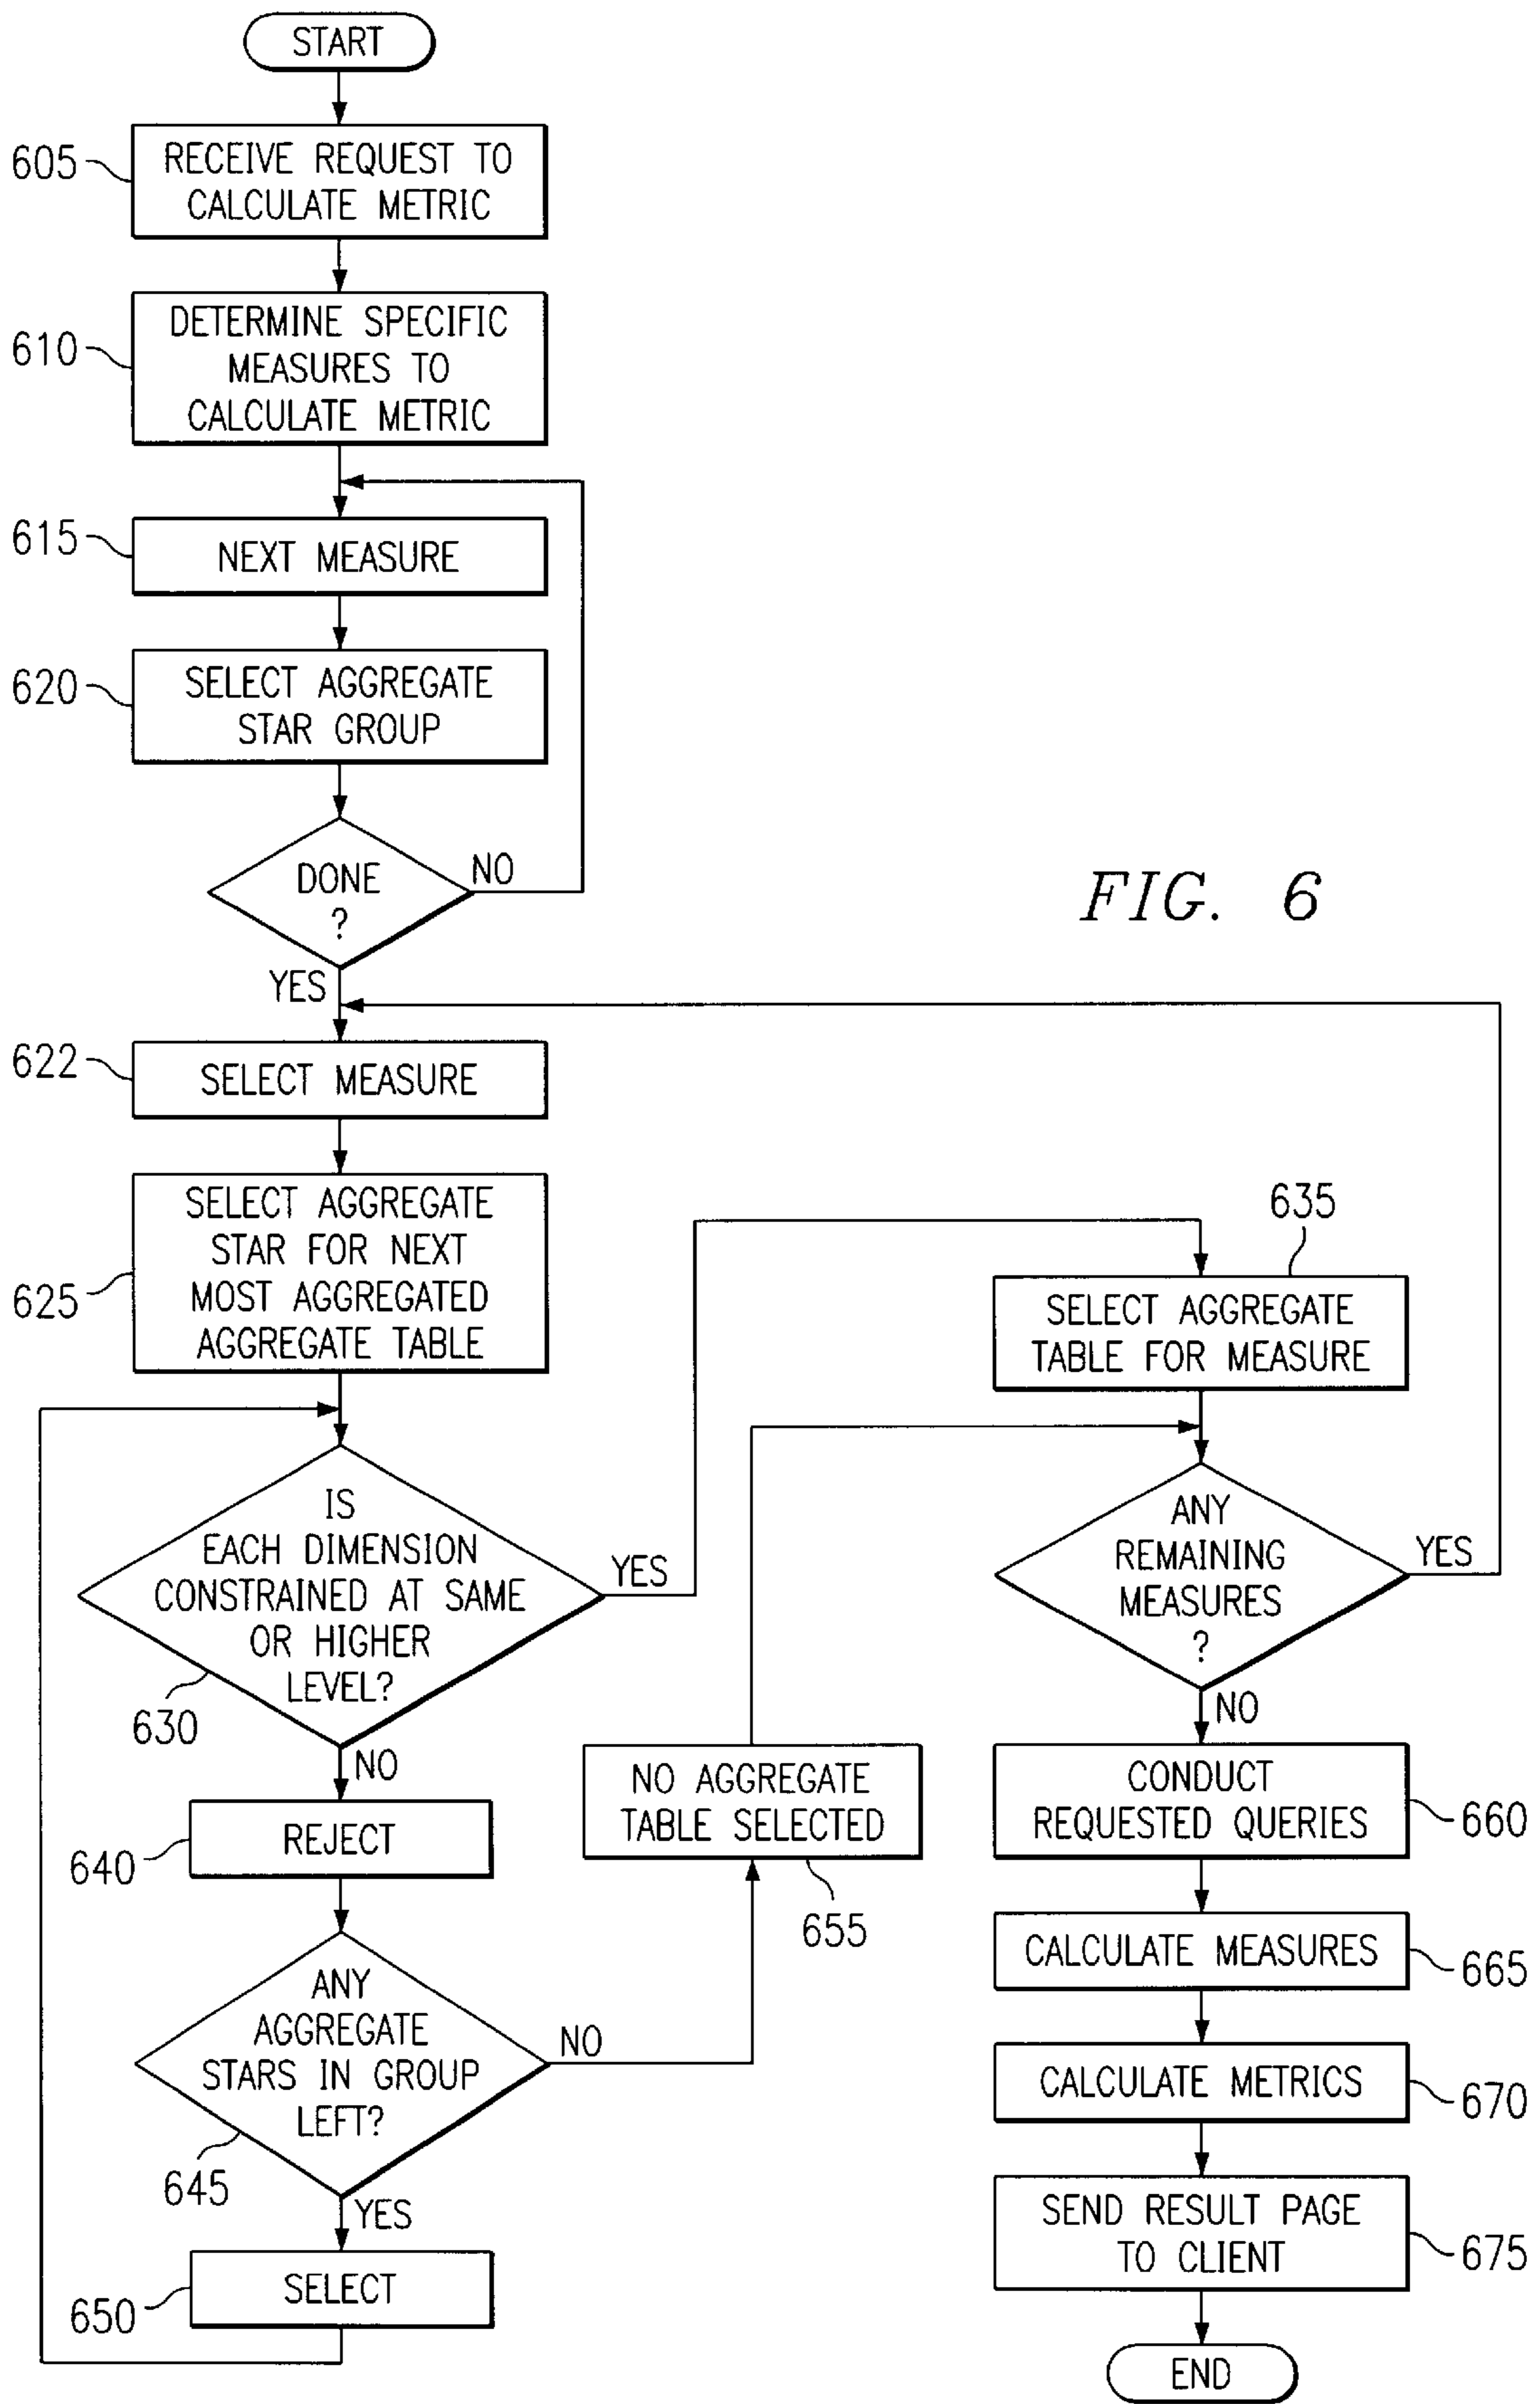 START
605
RECEIVE REQUEST TO
CALCULATE METRIC
610
DETERMINE SPECIFIC
MEASURES TO
CALCULATE METRIC
615
NEXT MEASURE
620
SELECT AGGREGATE
STAR GROUP
DONE
?
NO
YES
FIG. 6
622
SELECT MEASURE
625
SELECT AGGREGATE
STAR FOR NEXT
MOST AGGREGATED
AGGREGATE TABLE
IS
EACH DIMENSION
CONSTRAINED AT SAME
OR HIGHER
LEVEL?
630
YES
NO
640
REJECT
ANY
AGGREGATE
STARS IN GROUP
LEFT?
645
NO
YES
650
SELECT
NO AGGREGATE
TABLE SELECTED
655
635
SELECT AGGREGATE
TABLE FOR MEASURE
ANY
REMAINING
MEASURES
?
YES
NO
CONDUCT
REQUESTED QUERIES
660
CALCULATE MEASURES
665
CALCULATE METRICS
670
SEND RESULT PAGE
TO CLIENT
675
END